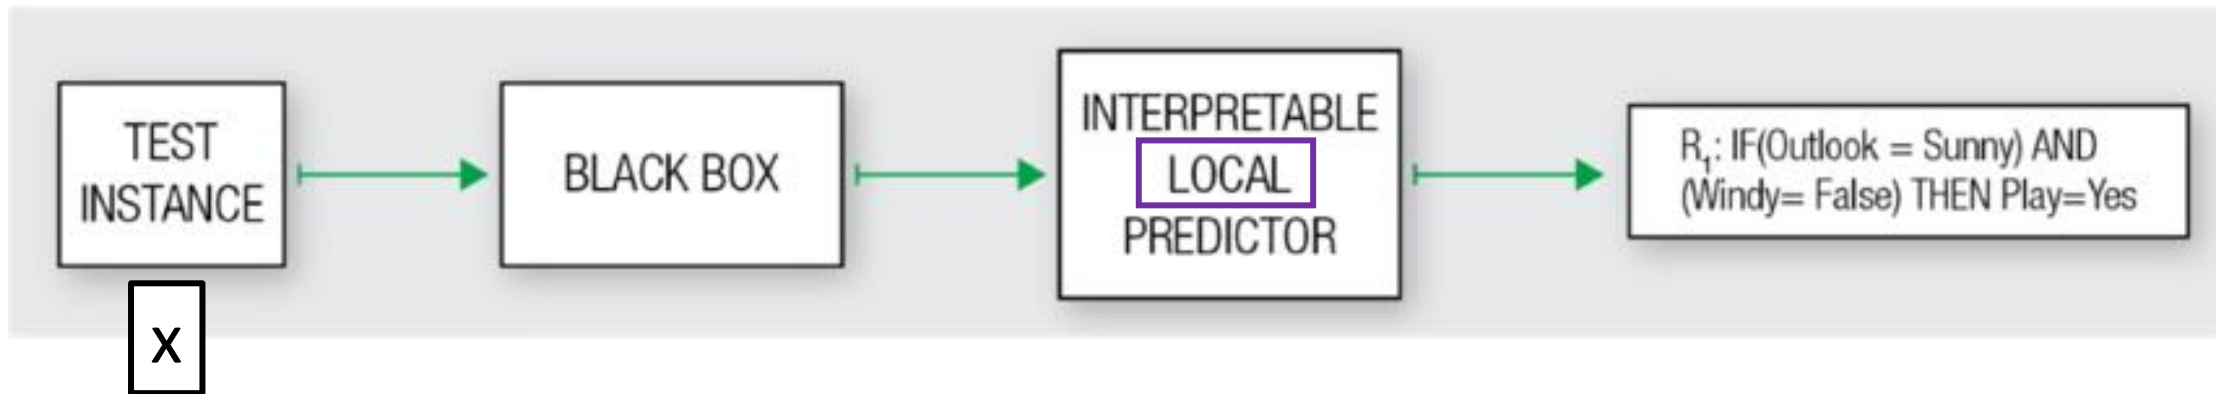 TEST
INSTANCE
BLACK BOX
INTERPRETABLE
LOCAL
PREDICTOR
R₁: IF(Outlook = Sunny) AND
(Windy= False) THEN Play=Yes
x